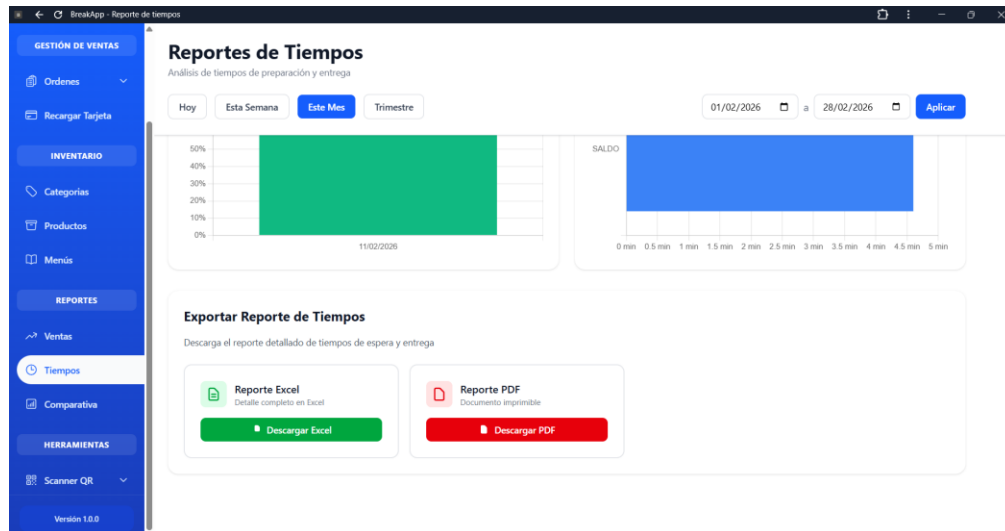 BreakApp - Reporte de tiempos
GESTIÓN DE VENTAS
Ordenes
Recargar Tarjeta
INVENTARIO
Categorias
Productos
Menús
REPORTES
Ventas
Tiempos
Comparativa
HERRAMIENTAS
Scanner QR
Versión 1.0.0
Reportes de Tiempos
Análisis de tiempos de preparación y entrega
Hoy Esta Semana Este Mes Trimestre 01/02/2026 a 28/02/2026 Aplicar
50%
40%
30%
20%
10%
0%
11/02/2026
SALDO
0 min 0.5 min 1 min 1.5 min 2 min 2.5 min 3 min 3.5 min 4 min 4.5 min 5 min
Exportar Reporte de Tiempos
Descarga el reporte detallado de tiempos de espera y entrega
Reporte Excel
Detalle completo en Excel
Descargar Excel
Reporte PDF
Documento imprimible
Descargar PDF